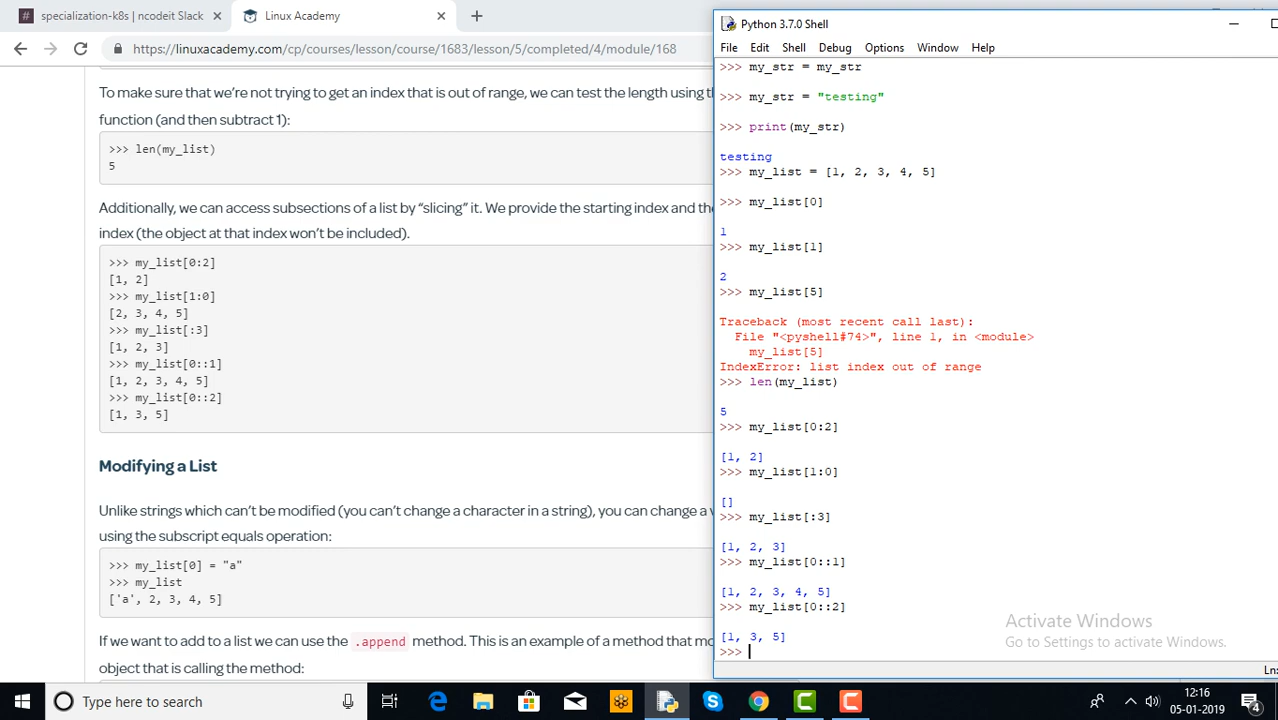 specialization-k8s | ncodeit Slack
Linux Academy
https://linuxacademy.com/cp/courses/lesson/course/1683/lesson/5/completed/4/module/168
To make sure that we're not trying to get an index that is out of range, we can test the length using
function (and then subtract 1):
>>> len(my_list)
5
Additionally, we can access subsections of a list by “slicing” it. We provide the starting index and
index (the object at that index won't be included).
>>> my_list[0:2]
[1, 2]
>>> my_list[1:0]
[2, 3, 4, 5]
>>> my_list[:3]
[1, 2, 3]
>>> my_list[0::1]
[1, 2, 3, 4, 5]
>>> my_list[0::2]
[1, 3, 5]
Modifying a List
Unlike strings which can't be modified (you can't change a character in a string), you can change a
using the subscript equals operation:
>>> my_list[0] = "a"
>>> my_list
['a', 2, 3, 4, 5]
If we want to add to a list we can use the .append method. This is an example of a method that
object that is calling the method:
Python 3.7.0 Shell
File Edit Shell Debug Options Window Help
>>> my_str = my_str
>>> my_str = "testing"
>>> print(my_str)
testing
>>> my_list = [1, 2, 3, 4, 5]
>>> my_list[0]
1
>>> my_list[1]
2
>>> my_list[5]
Traceback (most recent call last):
File "<pyshell#74>", line 1, in <module>
my_list[5]
IndexError: list index out of range
>>> len(my_list)
5
>>> my_list[0:2]
[1, 2]
>>> my_list[1:0]
[]
>>> my_list[:3]
[1, 2, 3]
>>> my_list[0::1]
[1, 2, 3, 4, 5]
>>> my_list[0::2]
[1, 3, 5]
>>>
Activate Windows
Go to Settings to activate Windows.
Ln:
Type here to search
12:16
05-01-2019
4